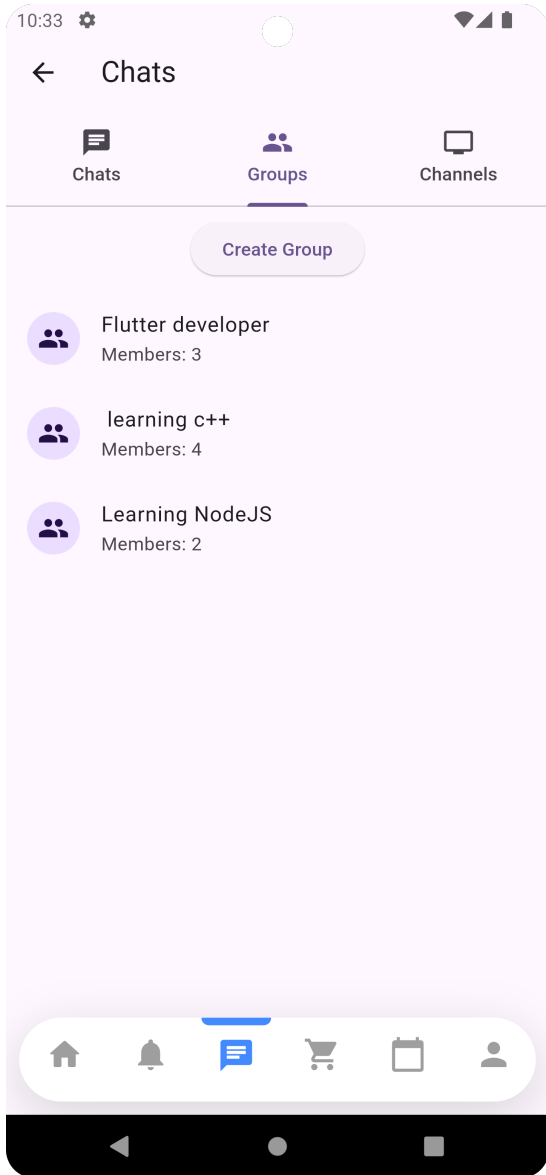 10:33
Chats
Chats
Groups
Channels
Create Group
Flutter developer
Members: 3
learning c++
Members: 4
Learning NodeJS
Members: 2